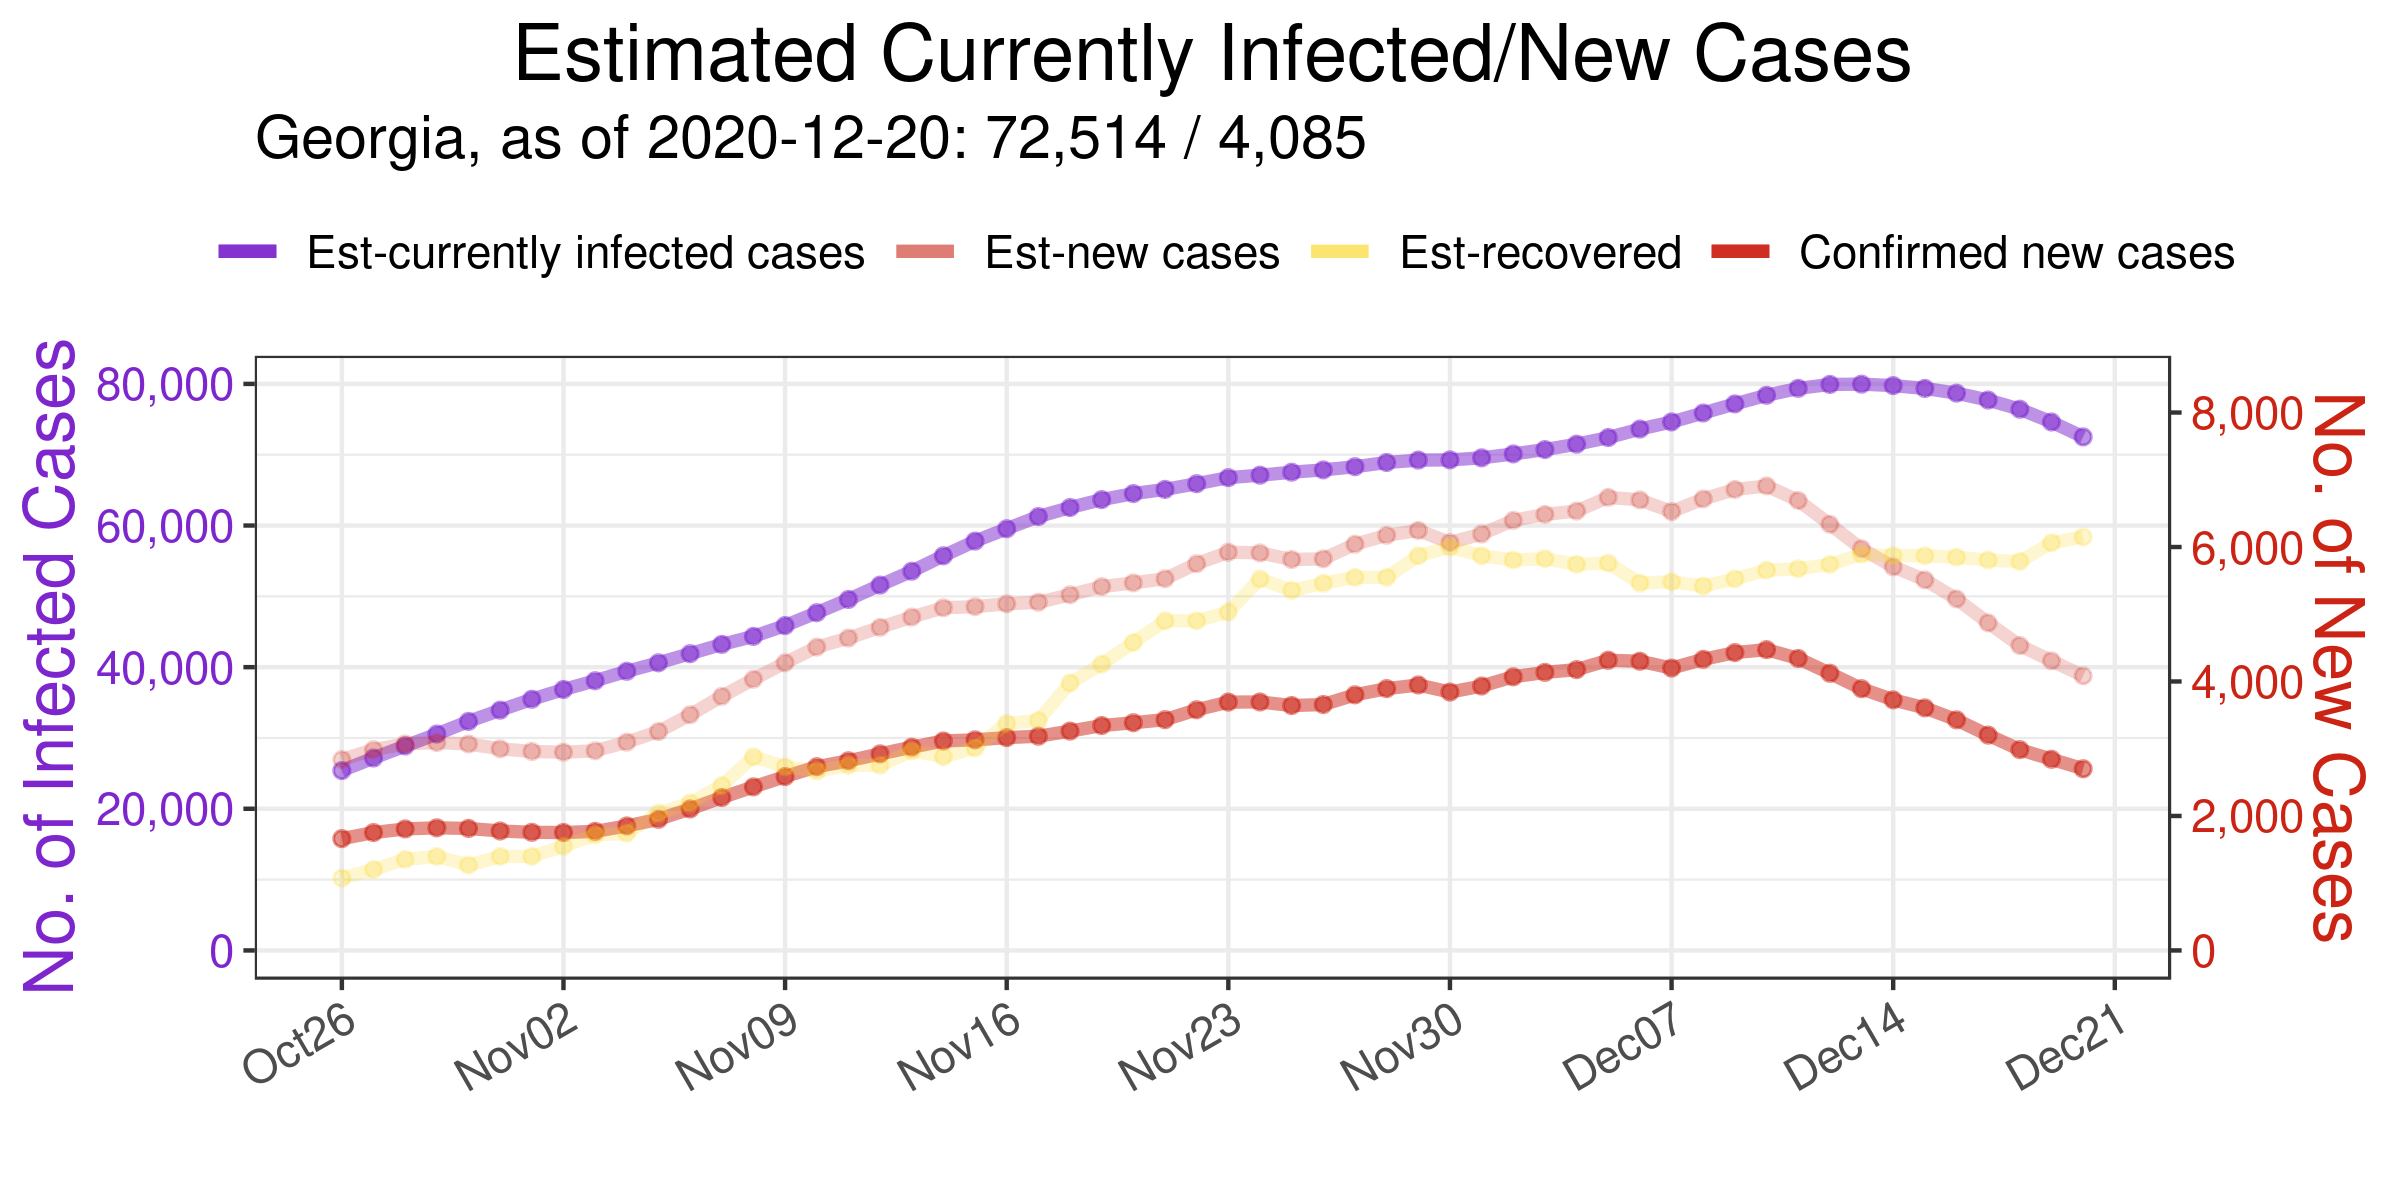 Estimated Currently Infected/New Cases
Georgia, as of 2020-12-20: 72,514 / 4,085
Est-currently infected cases Est-new cases Est-recovered Confirmed new cases
No. of Infected Cases
80,000
60,000
40,000
20,000
0
8,000
6,000
4,000
2,000
0
No. of New Cases
Oct26 Nov02 Nov09 Nov16 Nov23 Nov30 Dec07 Dec14 Dec21